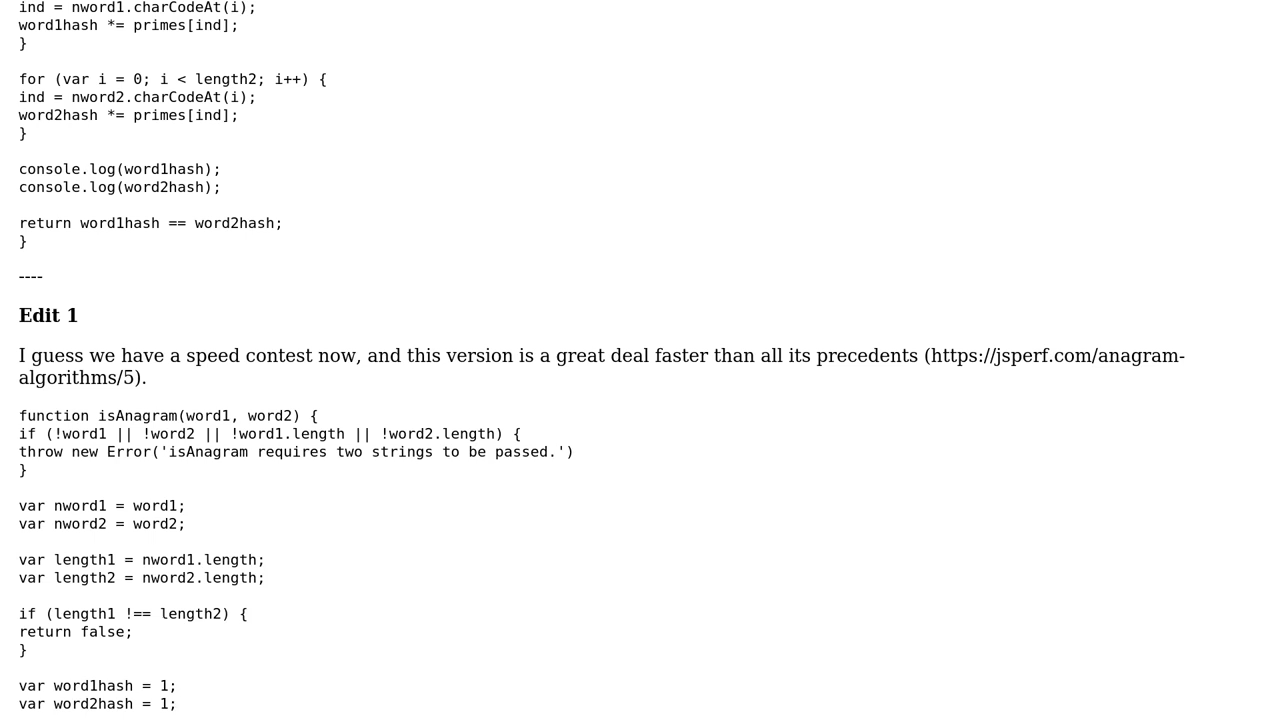 ind = nword1.charCodeAt(i);
word1hash *= primes[ind];
}

for (var i = 0; i < length2; i++) {
ind = nword2.charCodeAt(i);
word2hash *= primes[ind];
}

console.log(word1hash);
console.log(word2hash);

return word1hash == word2hash;
}

----

Edit 1

I guess we have a speed contest now, and this version is a great deal faster than all its precedents (https://jsperf.com/anagram-
algorithms/5).

function isAnagram(word1, word2) {
if (!word1 || !word2 || !word1.length || !word2.length) {
throw new Error('isAnagram requires two strings to be passed.')
}

var nword1 = word1;
var nword2 = word2;

var length1 = nword1.length;
var length2 = nword2.length;

if (length1 !== length2) {
return false;
}

var word1hash = 1;
var word2hash = 1;